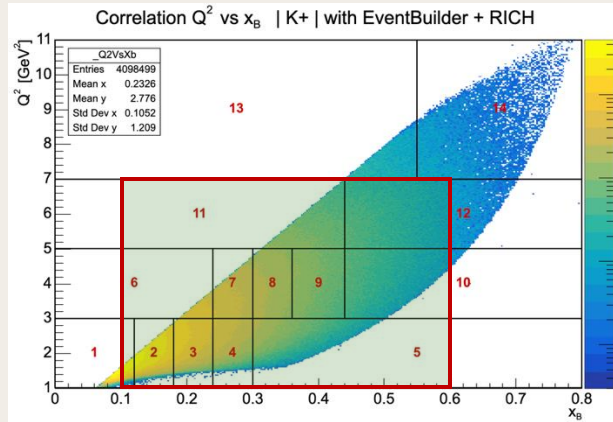 Correlation Q² vs x_B | K+ | with EventBuilder + RICH
Q² [GeV²]
_Q2VsXb
Entries 4098499
Mean x 0.2326
Mean y 2.776
Std Dev x 0.1052
Std Dev y 1.209
11
10
9
8
7
6
5
4
3
2
1
13
14
11
12
6
7
8
9
10
1
2
3
4
5
0 0.1 0.2 0.3 0.4 0.5 0.6 0.7 0.8
x_B